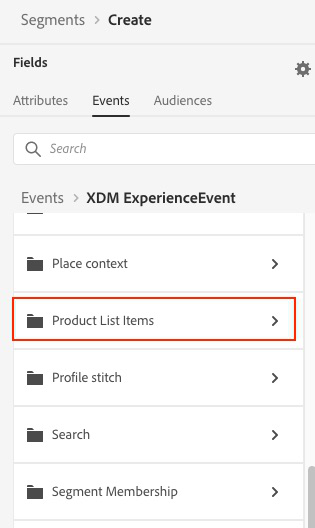 Segments > Create
Fields
Attributes Events Audiences
Search
Events > XDM ExperienceEvent
Place context
Product List Items
Profile stitch
Search
Segment Membership